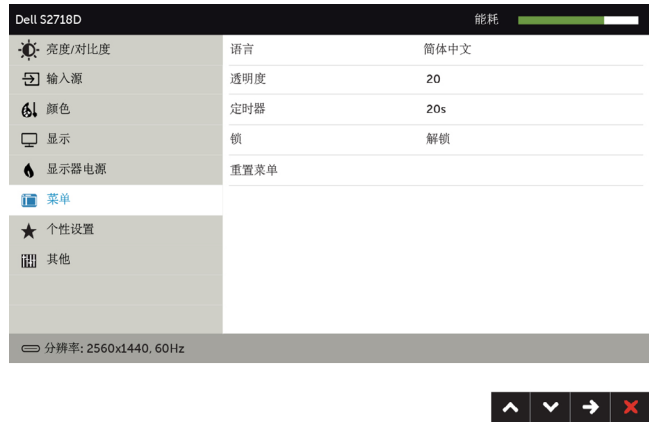 Dell S2718D 能耗
亮度/对比度 语言 简体中文
输入源 透明度 20
颜色 定时器 20s
显示 锁 解锁
显示器电源 重置菜单
菜单
个性设置
其他
分辨率: 2560x1440, 60Hz